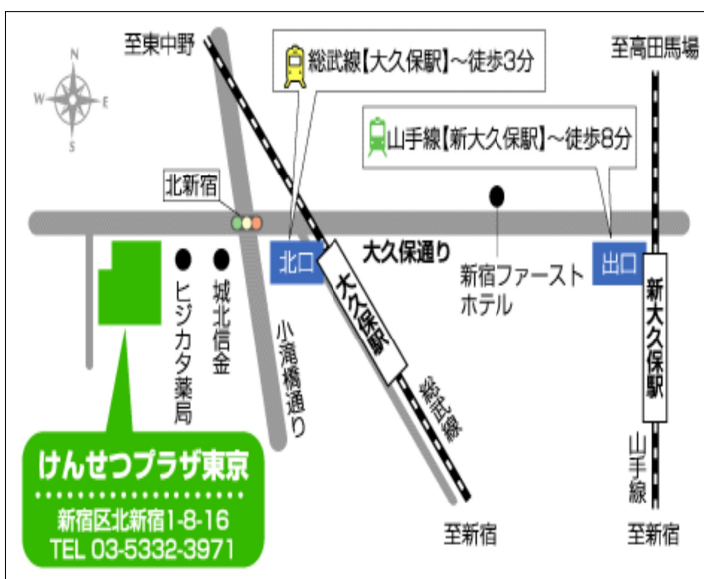 至東中野
総武線【大久保駅】～徒歩3分
至高田馬場
N
W
E
S
山手線【新大久保駅】～徒歩8分
北新宿
北口
大久保通り
出口
新宿ファースト
ホテル
大久保駅
新大久保駅
ヒジカタ薬局
城北信金
小滝橋通り
総武線
山手線
けんせつプラザ東京
新宿区北新宿1-8-16
TEL 03-5332-3971
至新宿
至新宿